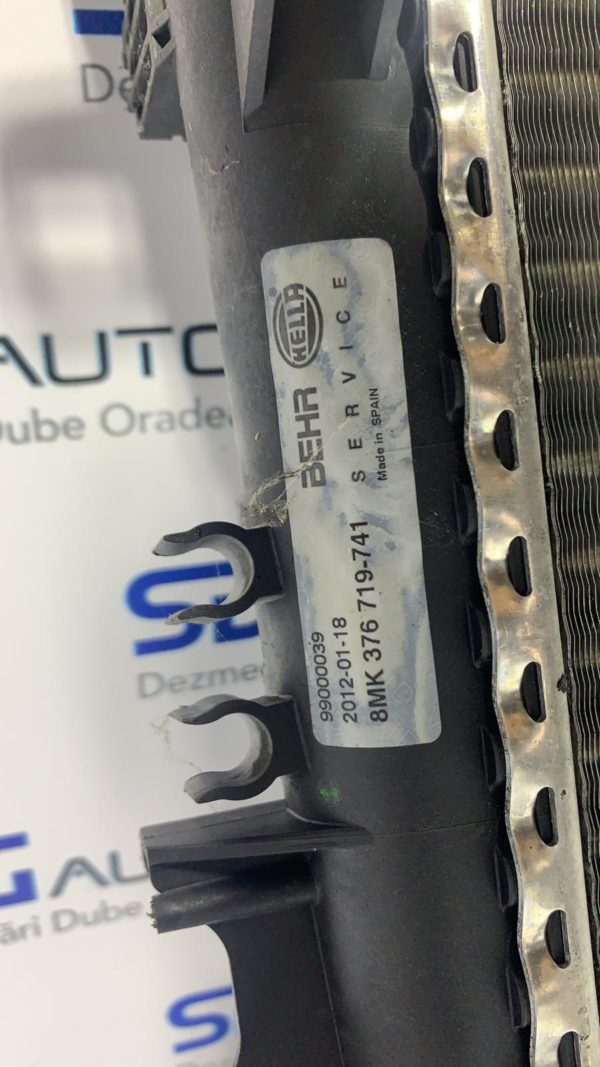 HELLA
®
BEHR
SERVICE
Made in SPAIN
99000039
2012-01-18
8MK 376 719-741
AUTO
Dube Oradea
Dezme
G AU
ări Dube